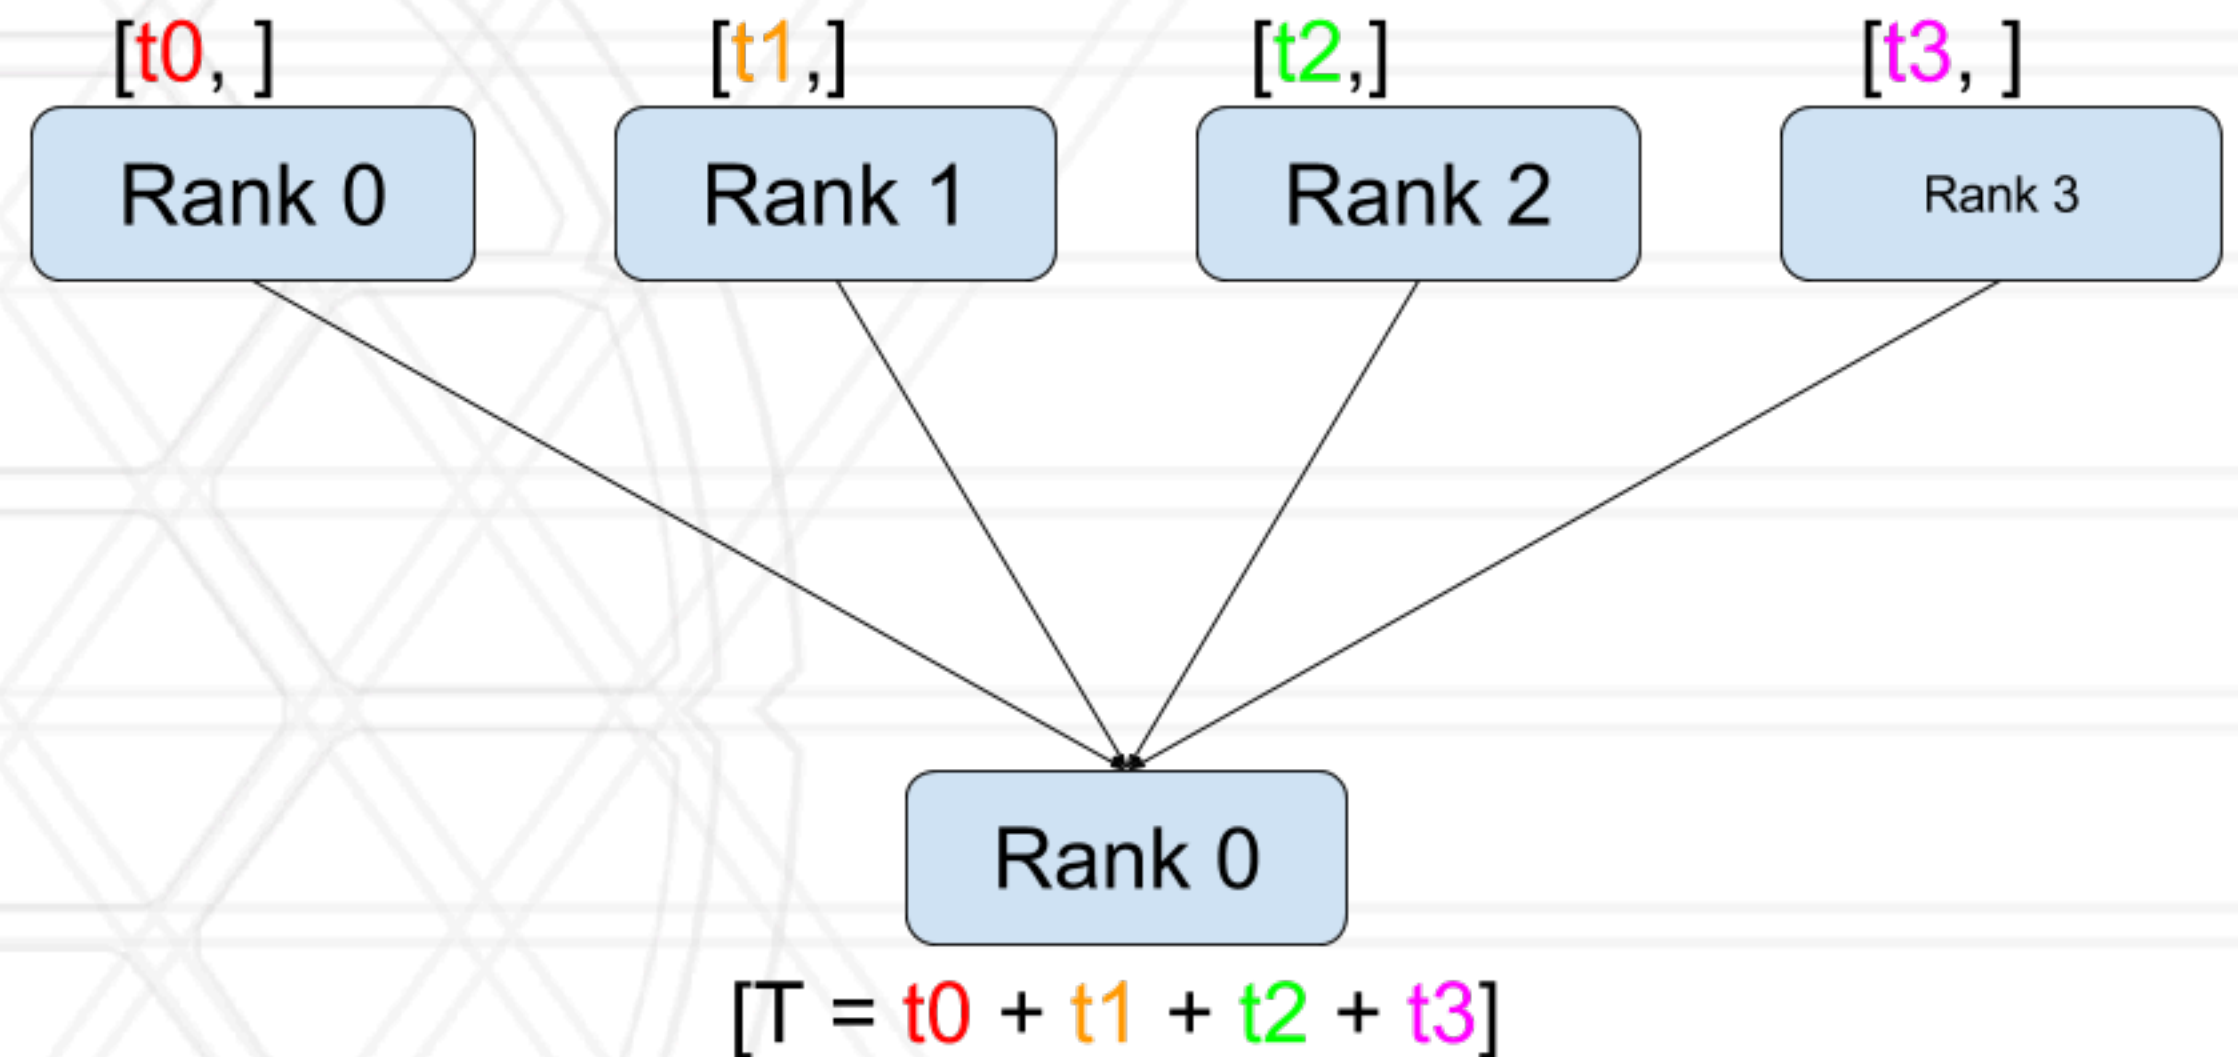 [t0, ] [t1,] [t2,] [t3, ]
Rank 0 Rank 1 Rank 2 Rank 3
Rank 0
[T = t0 + t1 + t2 + t3]